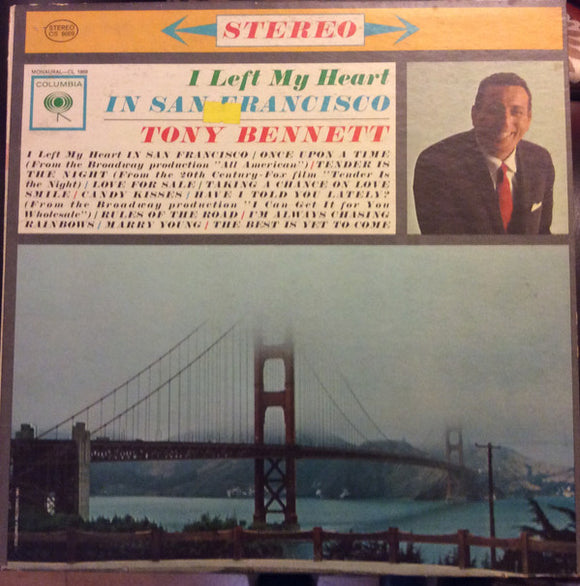 STEREO
CS 8669
STEREO
MONAURAL—CL 1869
COLUMBIA
I Left My Heart
IN SAN FRANCISCO
TONY BENNETT
I Left My Heart IN SAN FRANCISCO / ONCE UPON A TIME
(From the Broadway production "All American") / TENDER IS
THE NIGHT (From the 20th Century-Fox film "Tender Is
the Night) / LOVE FOR SALE / TAKING A CHANCE ON LOVE
SMILE / CANDY KISSES / HAVE I TOLD YOU LATELY?
(From the Broadway production "I Can Get It for You
Wholesale") / RULES OF THE ROAD / I'M ALWAYS CHASING
RAINBOWS / MARRY YOUNG / THE BEST IS YET TO COME